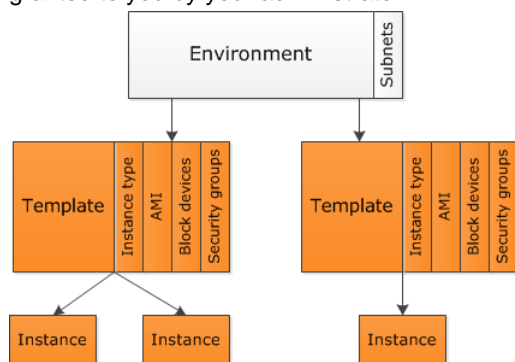 Environment
Subnets
Template
Instance type
AMI
Block devices
Security groups
Template
Instance type
AMI
Block devices
Security groups
Instance
Instance
Instance